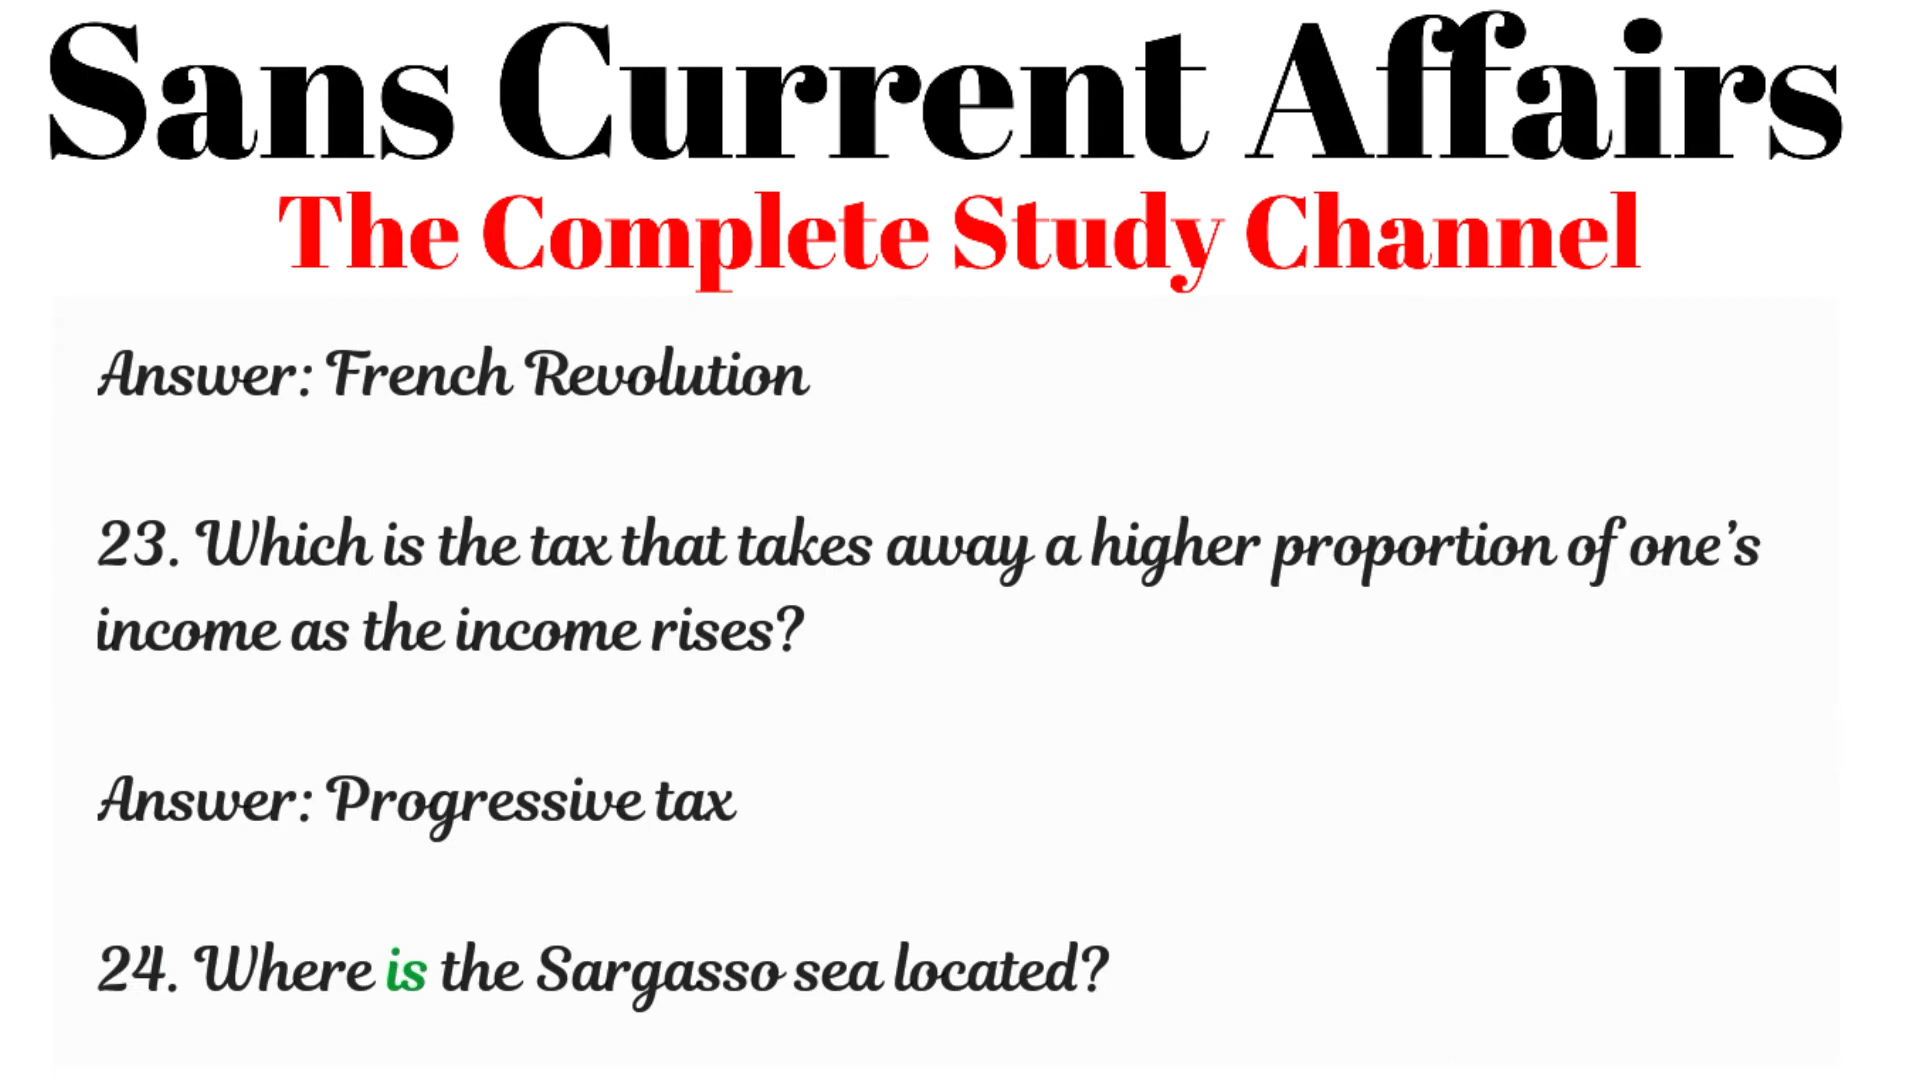 Sans Current Affairs
The Complete Study Channel
Answer: French Revolution
23. Which is the tax that takes away a higher proportion of one’s
income as the income rises?
Answer: Progressive tax
24. Where is the Sargasso sea located?